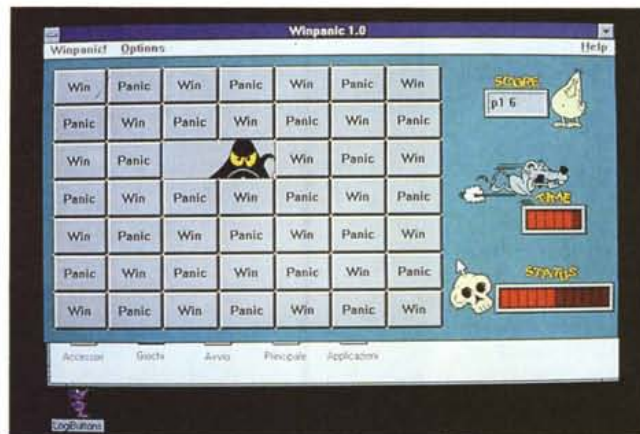 Winpanic 1.0
Winpanic! Options Help
Win Panic Win Panic Win Panic Win
Panic Win Panic Win Panic Win Panic
Win Panic Win Panic Win
Panic Win Panic Win Panic Win Panic
Win Panic Win Panic Win Panic Win
Panic Win Panic Win Panic Win Panic
Win Panic Win Panic Win Panic Win
SCORE
p1 6
TIME
STATUS
Accessori Giochi Avvio Principale Applicazioni
LogiButtons